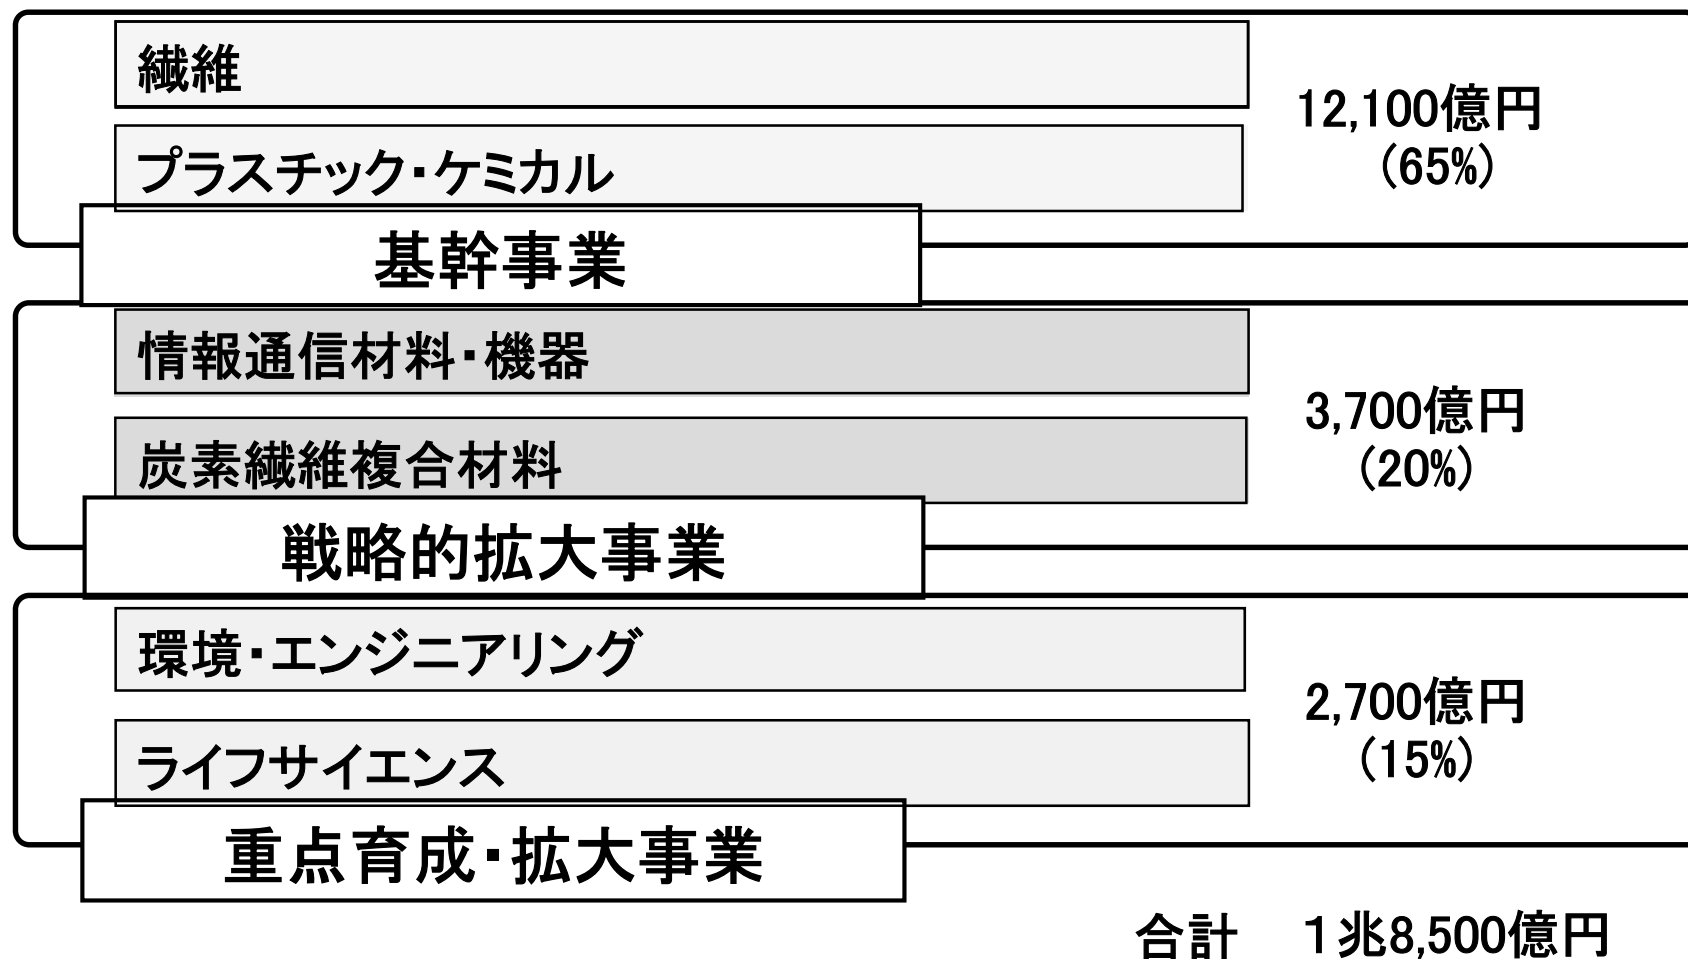 繊維
プラスチック・ケミカル
12,100億円
(65%)
基幹事業
情報通信材料・機器
炭素繊維複合材料
3,700億円
(20%)
戦略的拡大事業
環境・エンジニアリング
ライフサイエンス
2,700億円
(15%)
重点育成・拡大事業
合計 1兆8,500億円